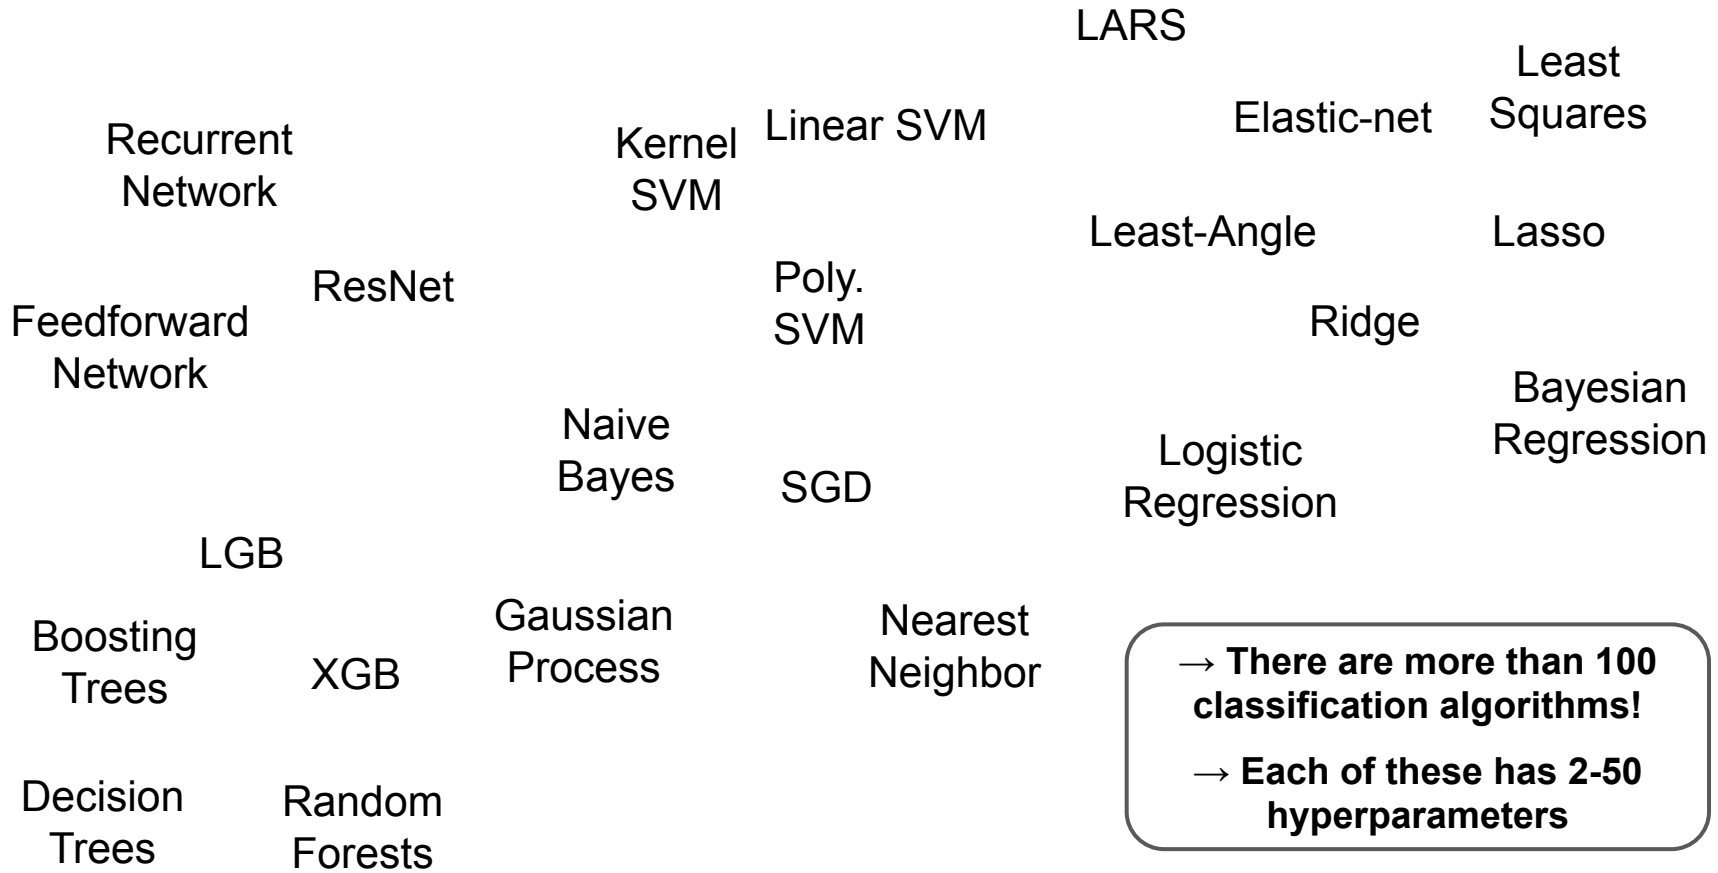 LARS
Least
Squares
Elastic-net
Linear SVM
Kernel
SVM
Recurrent
Network
Least-Angle
Lasso
ResNet
Poly.
SVM
Feedforward
Network
Ridge
Bayesian
Regression
Naive
Bayes
SGD
Logistic
Regression
LGB
Gaussian
Process
Nearest
Neighbor
Boosting
Trees
XGB
→ There are more than 100
classification algorithms!
→ Each of these has 2-50
hyperparameters
Decision
Trees
Random
Forests